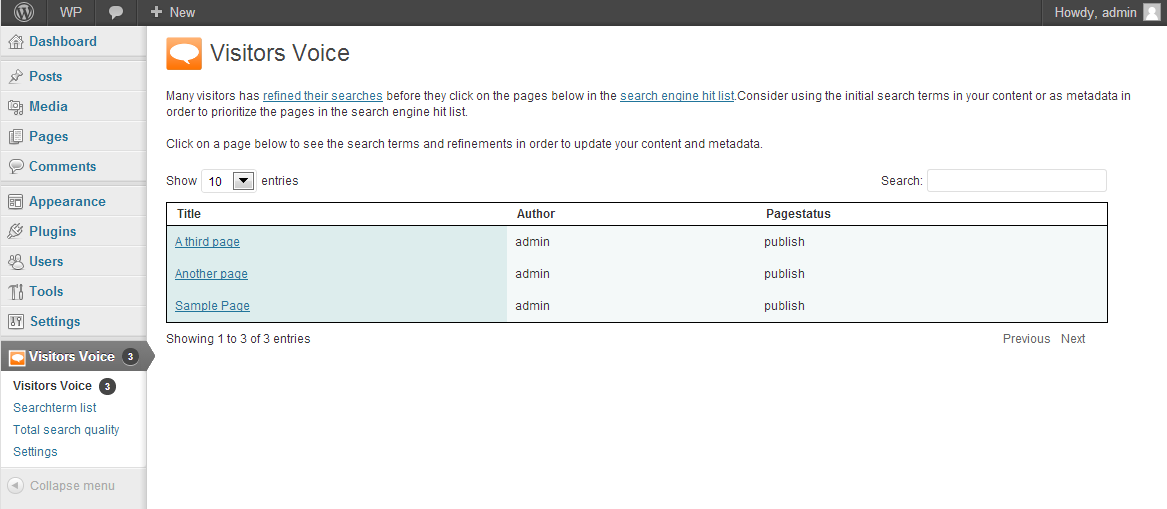 WP
New
Howdy, admin
Dashboard
Posts
Media
Pages
Comments
Appearance
Plugins
Users
Tools
Settings
Visitors Voice 3
Visitors Voice 3
Searchterm list
Total search quality
Settings
Collapse menu
Visitors Voice
Many visitors has refined their searches before they click on the pages below in the search engine hit list.Consider using the initial search terms in your content or as metadata in
order to prioritize the pages in the search engine hit list.
Click on a page below to see the search terms and refinements in order to update your content and metadata.
Show 10 entries Search:
Title Author Pagestatus
A third page admin publish
Another page admin publish
Sample Page admin publish
Showing 1 to 3 of 3 entries Previous Next